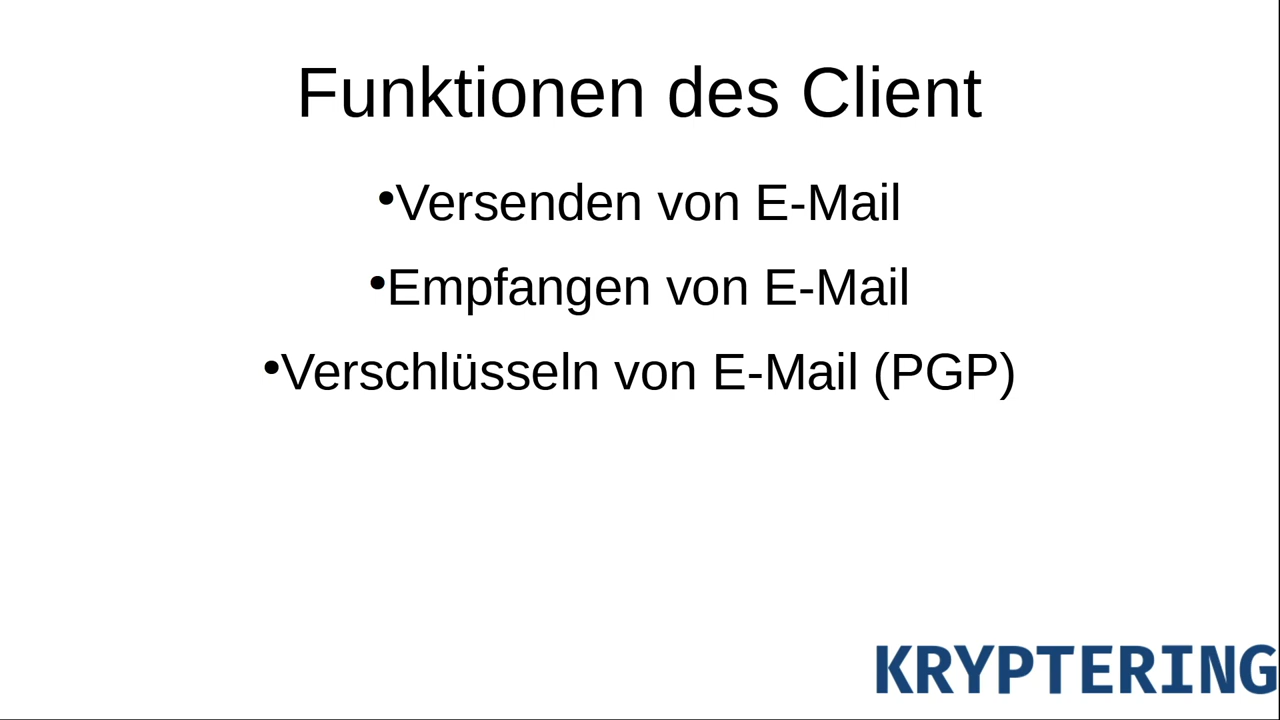 Funktionen des Client
•Versenden von E-Mail
•Empfangen von E-Mail
•Verschlüsseln von E-Mail (PGP)
KRYPTERING